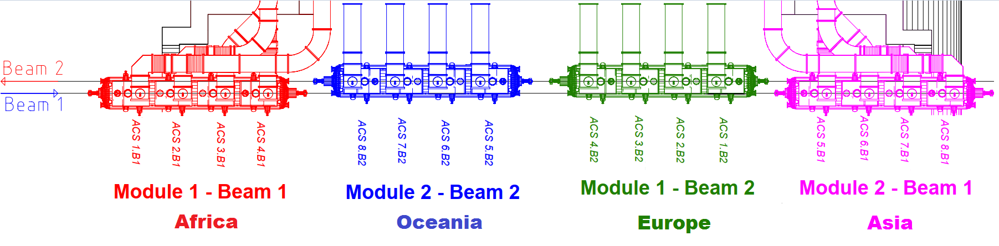 Beam 2
Beam 1
ACS 1.B1
ACS 2.B1
ACS 3.B1
ACS 4.B1
ACS 8.B2
ACS 7.B2
ACS 6.B2
ACS 5.B2
ACS 4.B2
ACS 3.B2
ACS 2.B2
ACS 1.B2
ACS 5.B1
ACS 6.B1
ACS 7.B1
ACS 8.B1
Module 1 - Beam 1
Module 2 - Beam 2
Module 1 - Beam 2
Module 2 - Beam 1
Africa
Oceania
Europe
Asia